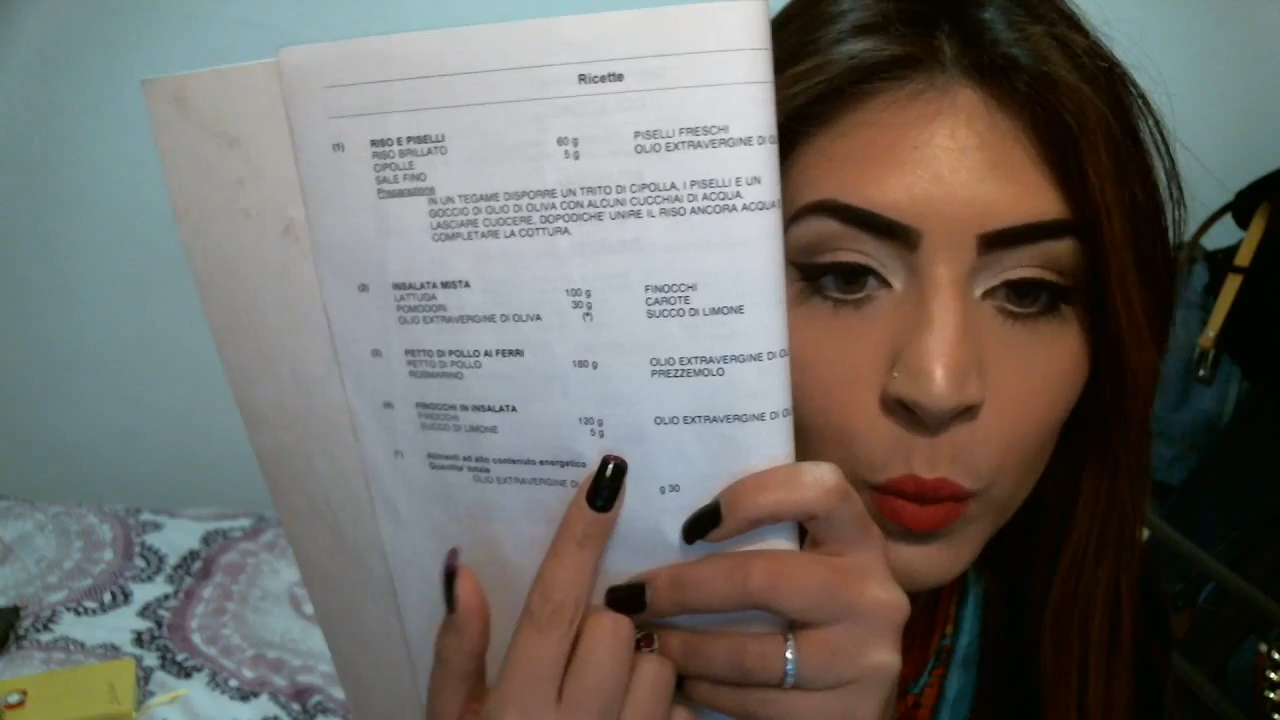 Ricette
(1) RISO E PISELLI
RISO BRILLATO 60 g PISELLI FRESCHI
CIPOLLE 5 g OLIO EXTRAVERGINE DI
SALE FINO
Preparazione
IN UN TEGAME DISPORRE UN TRITO DI CIPOLLA, I PISELLI E UN
GOCCIO DI OLIO DI OLIVA CON ALCUNI CUCCHIAI DI ACQUA.
LASCIARE CUOCERE, DOPODICHE UNIRE IL RISO ANCORA ACQUA
COMPLETARE LA COTTURA.
(2) INSALATA MISTA
LATTUGA 100 g FINOCCHI
POMODORI 30 g CAROTE
OLIO EXTRAVERGINE DI OLIVA (*) SUCCO DI LIMONE
(3) PETTO DI POLLO AI FERRI
PETTO DI POLLO 180 g OLIO EXTRAVERGINE DI
ROSMARINO PREZZEMOLO
(4) FINOCCHI IN INSALATA
FINOCCHI 120 g OLIO EXTRAVERGINE DI
SUCCO DI LIMONE 5 g
(*) Alimenti ad alto contenuto energetico
Quantita' totale
OLIO EXTRAVERGINE DI g 30